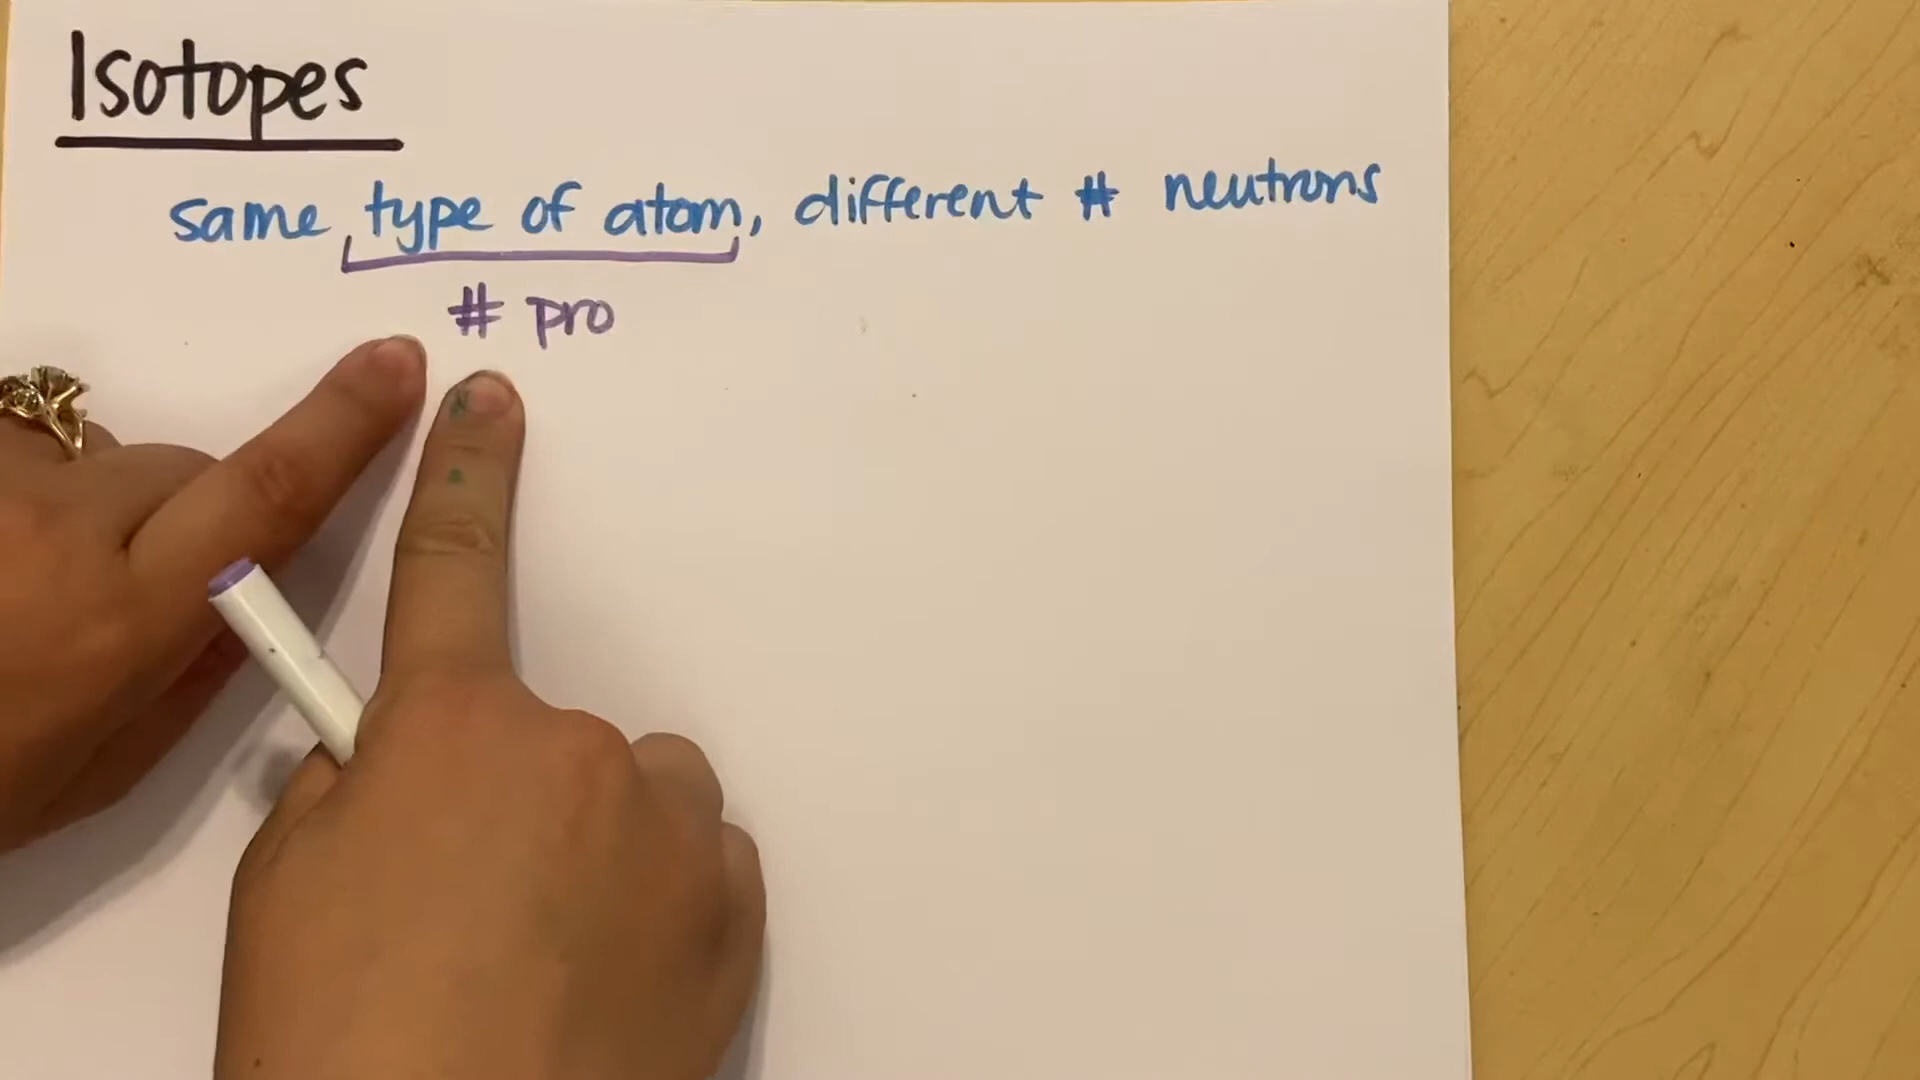 Isotopes
same type of atom, different # neutrons
# pro